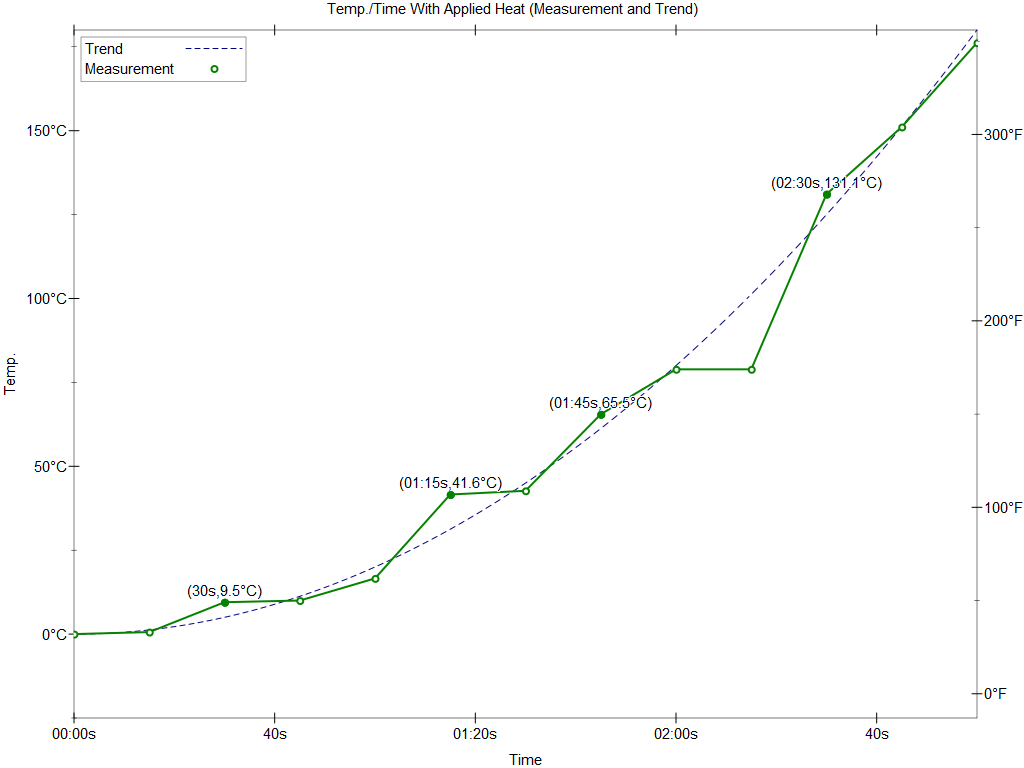 Temp./Time With Applied Heat (Measurement and Trend)
Trend
Measurement
150°C
100°C
50°C
0°C
Temp.
300°F
200°F
100°F
0°F
(02:30s,131.1°C)
(01:45s,65.5°C)
(01:15s,41.6°C)
(30s,9.5°C)
00:00s
40s
01:20s
02:00s
40s
Time